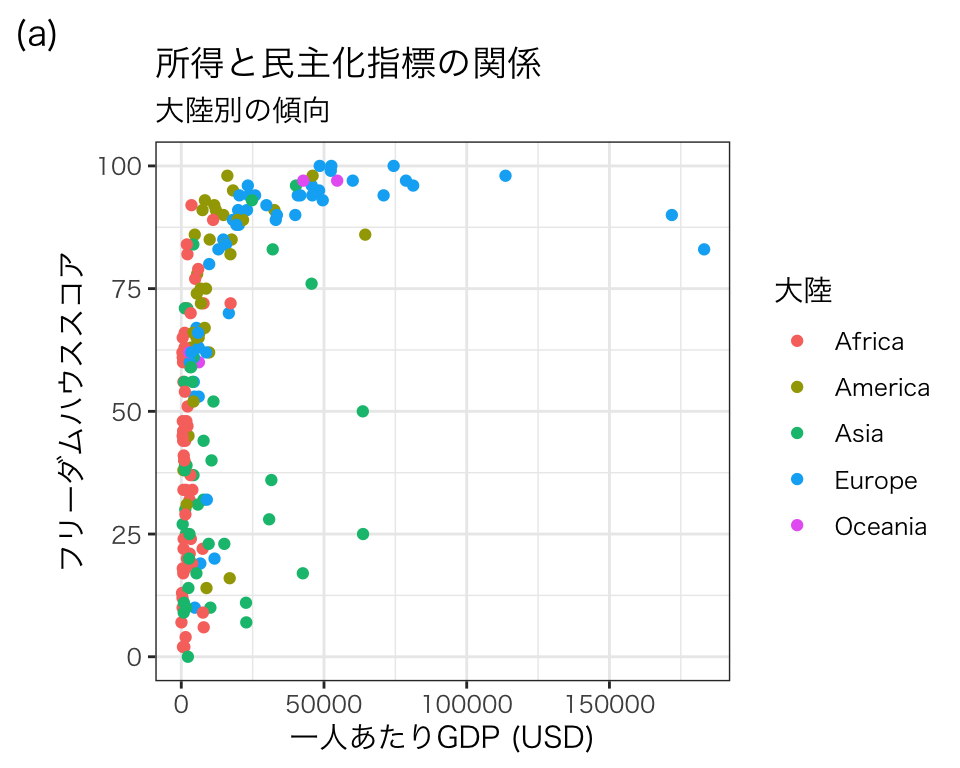 (a)
所得と民主化指標の関係
大陸別の傾向
フリーダムハウススコア
100
75
50
25
0
0 50000 100000 150000
一人あたりGDP (USD)
大陸
Africa
America
Asia
Europe
Oceania